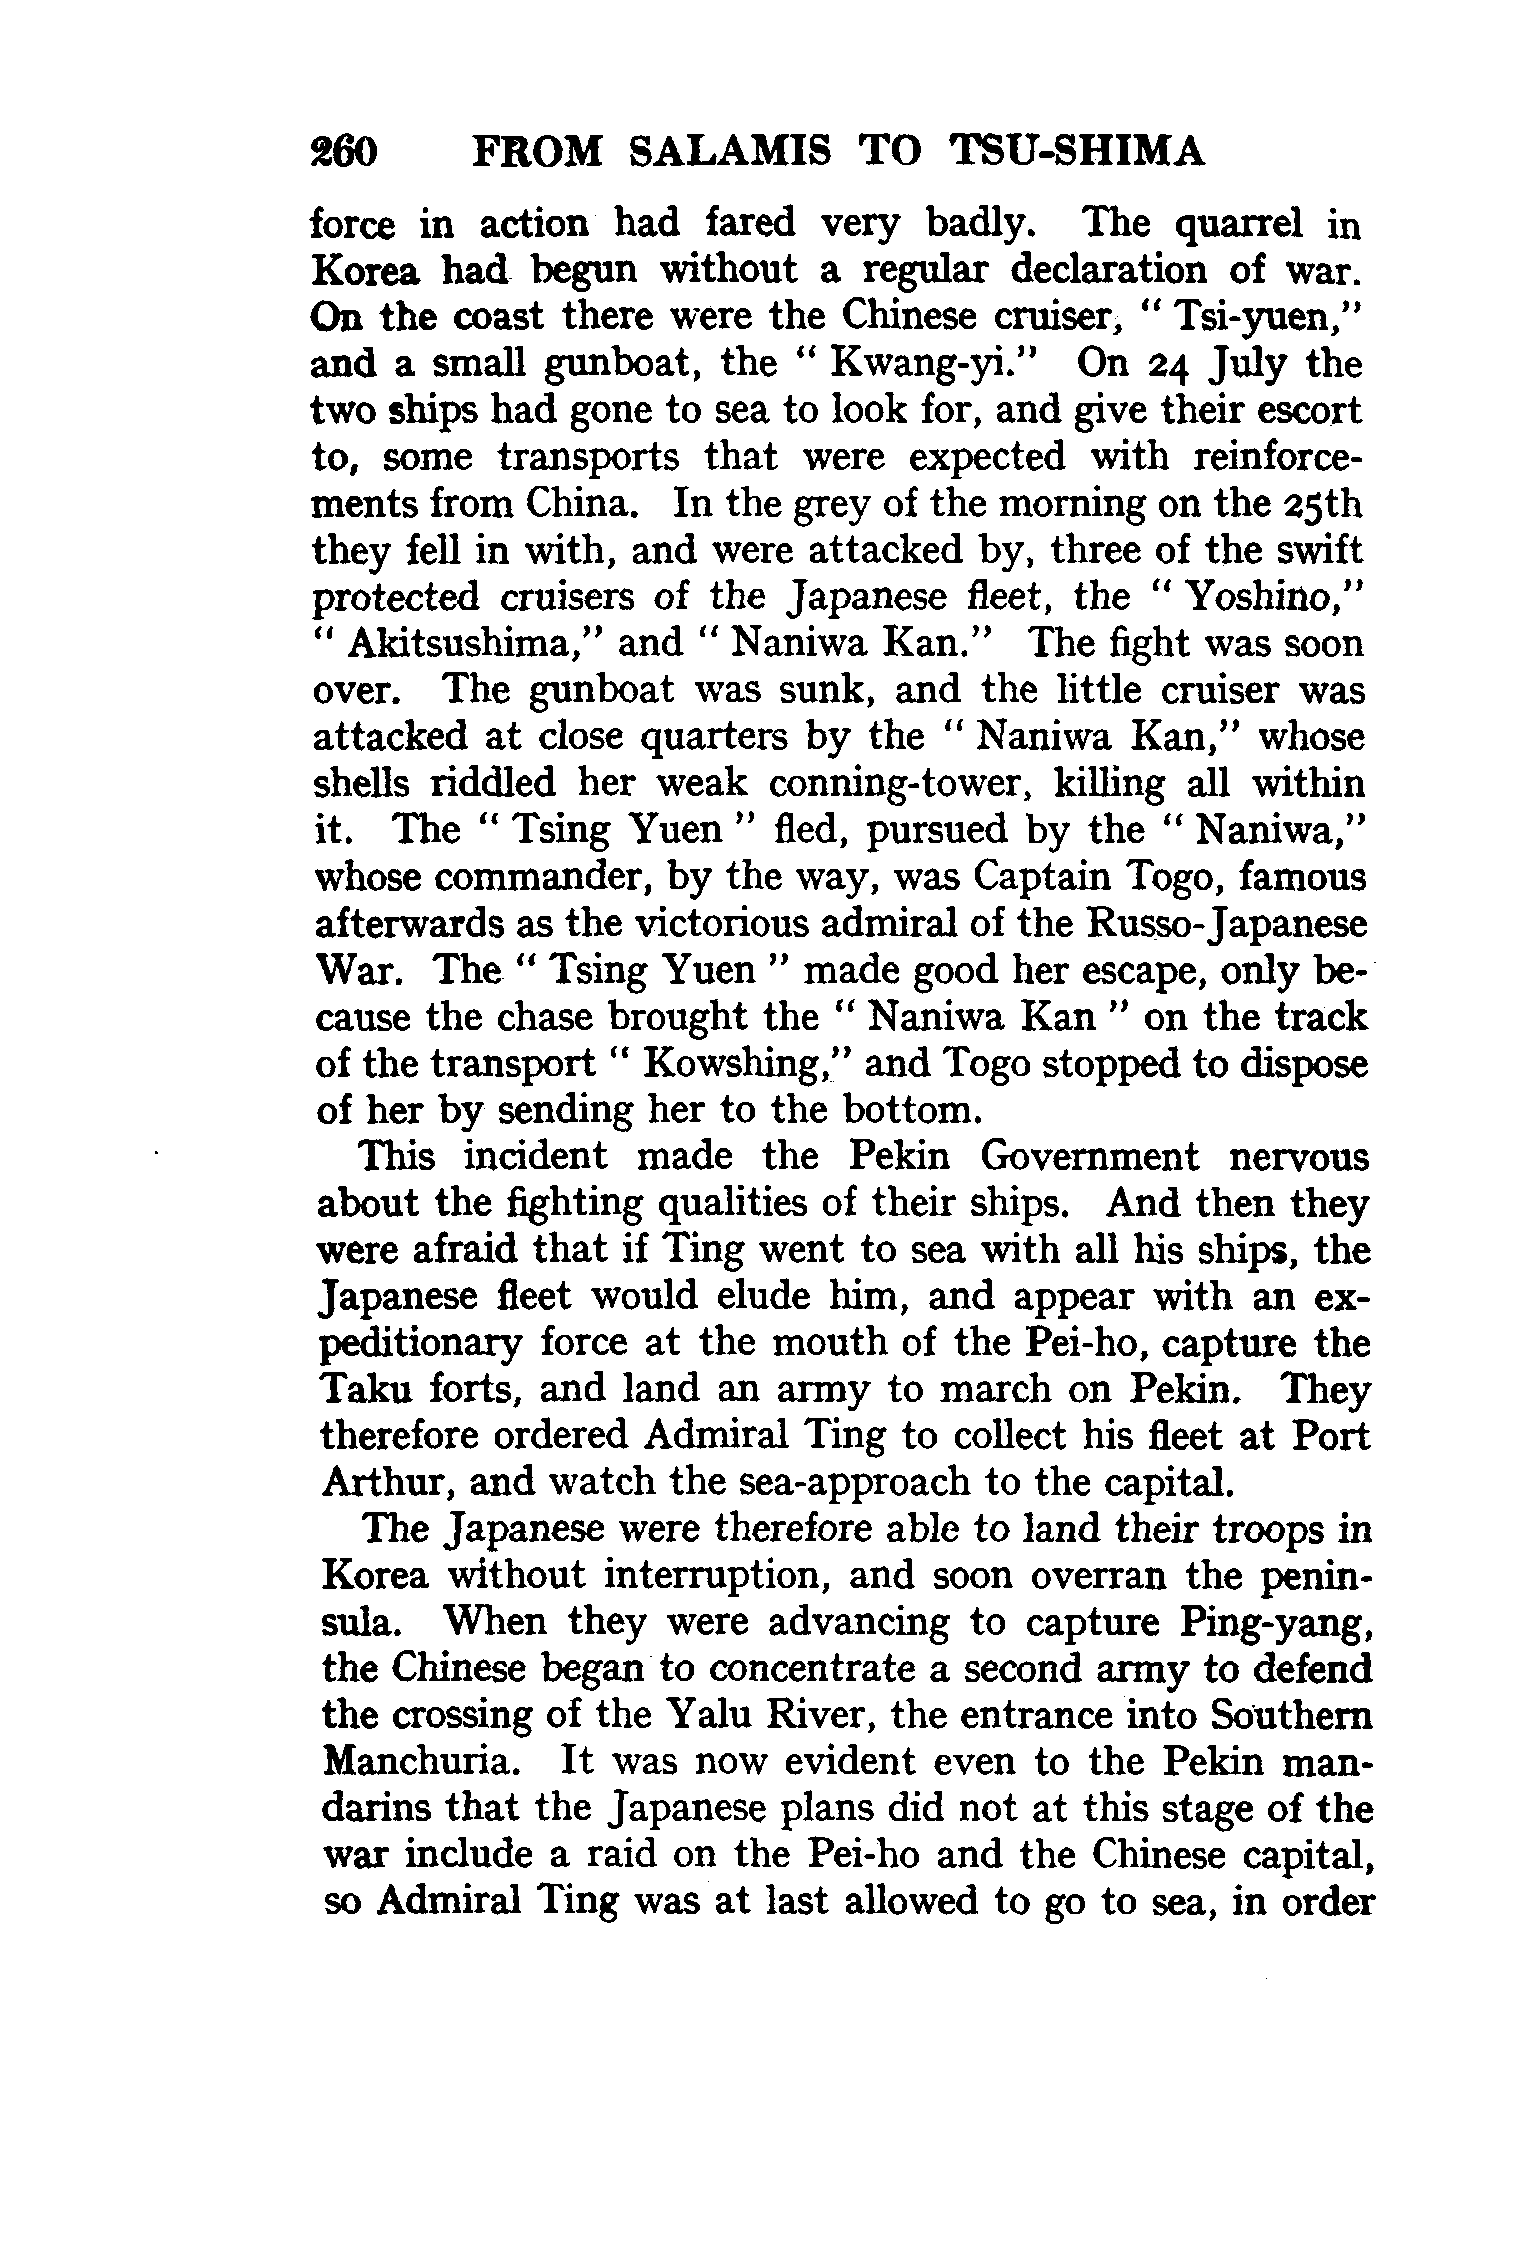 260 FROM SALAMIS TO TSU-SHIMA
force in action had fared very badly. The quarrel in
Korea had begun without a regular declaration of war.
On the coast there were the Chinese cruiser, " Tsi-yuen,"
and a small gunboat, the " Kwang-yi." On 24 July the
two ships had gone to sea to look for, and give their escort
to, some transports that were expected with reinforce-
ments from China. In the grey of the morning on the 25th
they fell in with, and were attacked by, three of the swift
protected cruisers of the Japanese fleet, the " Yoshino,"
" Akitsushima," and " Naniwa Kan." The fight was soon
over. The gunboat was sunk, and the little cruiser was
attacked at close quarters by the " Naniwa Kan," whose
shells riddled her weak conning-tower, killing all within
it. The " Tsing Yuen " fled, pursued by the " Naniwa,"
whose commander, by the way, was Captain Togo, famous
afterwards as the victorious admiral of the Russo-Japanese
War. The " Tsing Yuen " made good her escape, only be-
cause the chase brought the " Naniwa Kan " on the track
of the transport " Kowshing," and Togo stopped to dispose
of her by sending her to the bottom.
This incident made the Pekin Government nervous
about the fighting qualities of their ships. And then they
were afraid that if Ting went to sea with all his ships, the
Japanese fleet would elude him, and appear with an ex-
peditionary force at the mouth of the Pei-ho, capture the
Taku forts, and land an army to march on Pekin. They
therefore ordered Admiral Ting to collect his fleet at Port
Arthur, and watch the sea-approach to the capital.
The Japanese were therefore able to land their troops in
Korea without interruption, and soon overran the penin-
sula. When they were advancing to capture Ping-yang,
the Chinese began to concentrate a second army to defend
the crossing of the Yalu River, the entrance into Southern
Manchuria. It was now evident even to the Pekin man-
darins that the Japanese plans did not at this stage of the
war include a raid on the Pei-ho and the Chinese capital,
so Admiral Ting was at last allowed to go to sea, in order